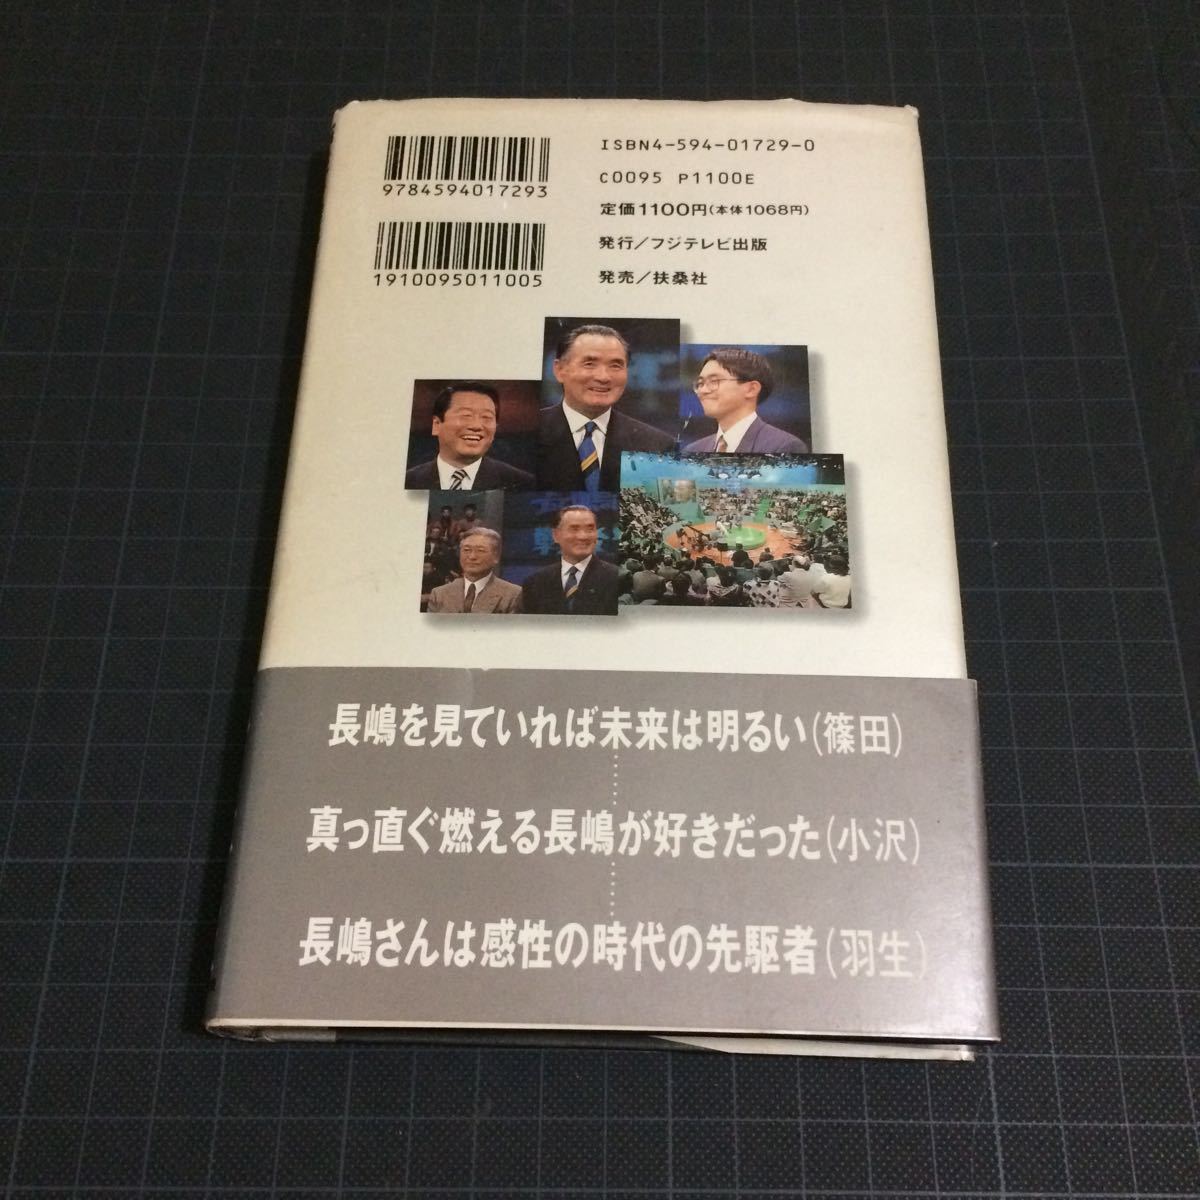 9784594017293
1910095011005
ISBN4-594-01729-0
C0095 P1100E
定価1100円(本体1068円)
発行/フジテレビ出版
発売/扶桑社
長嶋を見ていれば未来は明るい(篠田)
真っ直ぐ燃える長嶋が好きだった(小沢)
長嶋さんは感性の時代の先駆者(羽生)